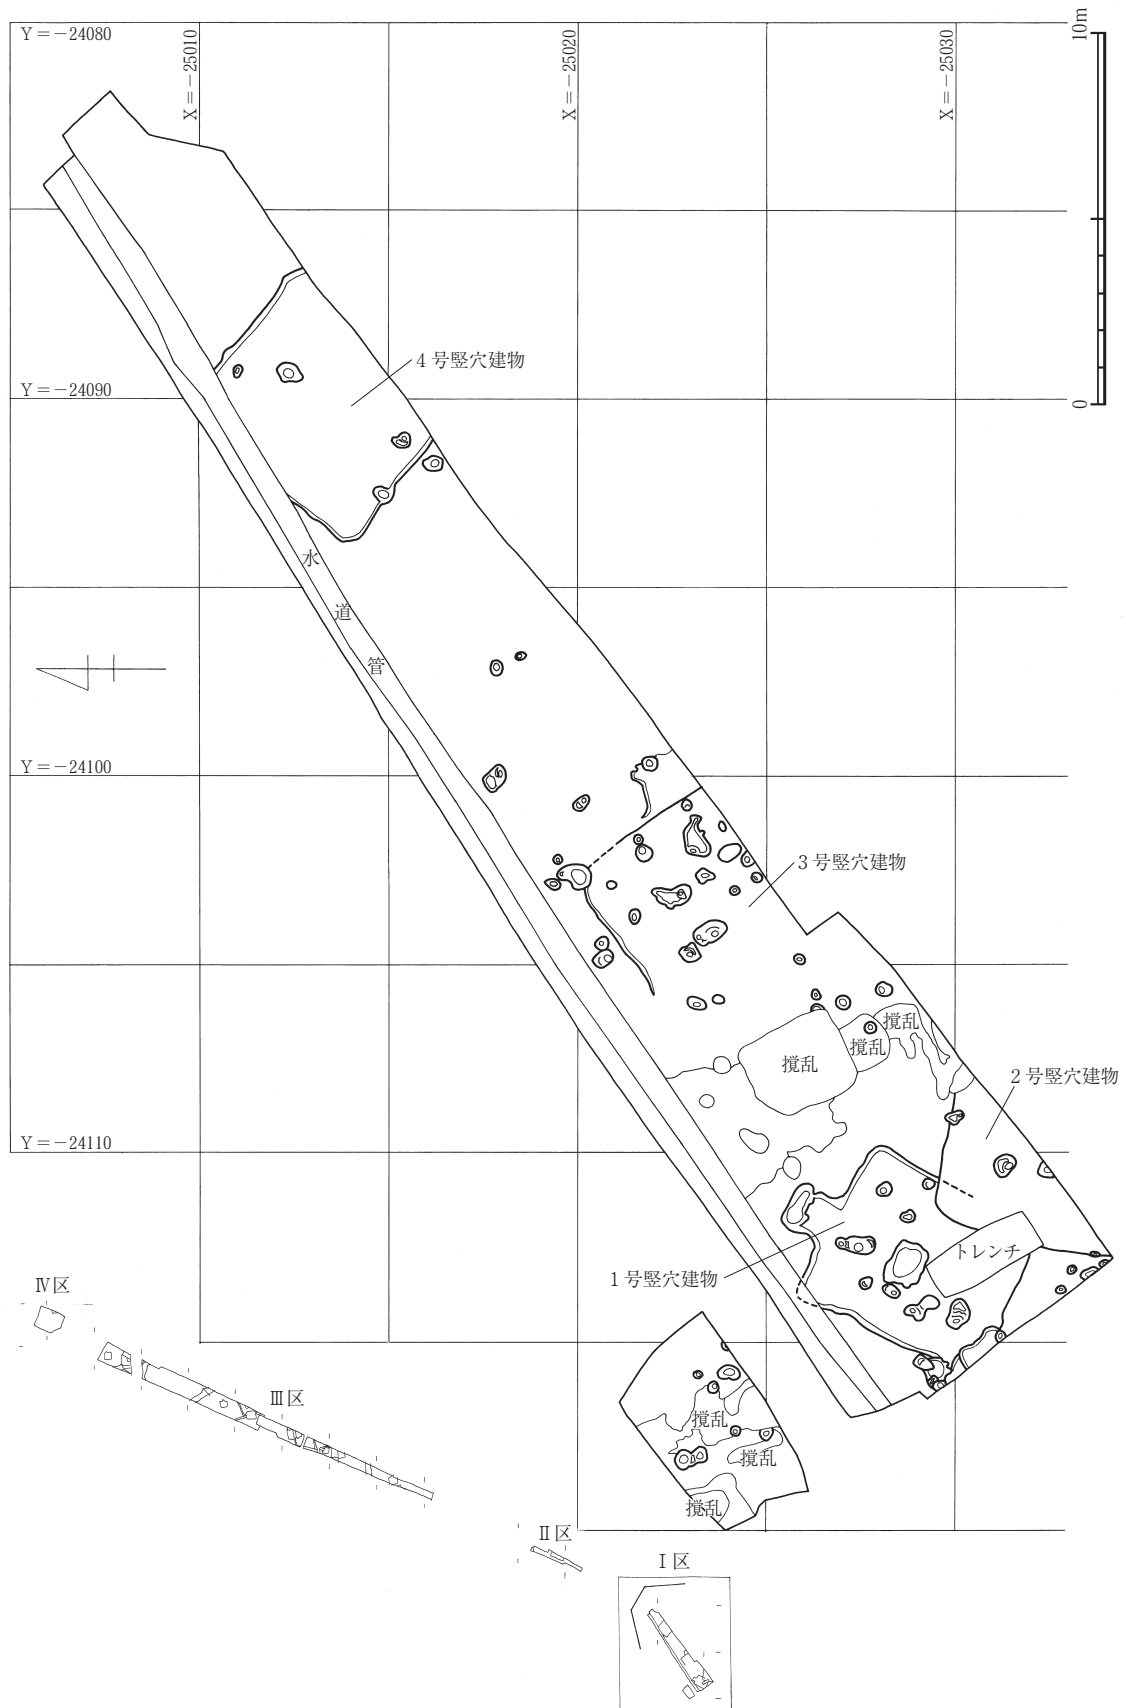 Y=-24080
X=-25010
X=-25020
X=-25030
10m
4号竪穴建物
Y=-24090
0
水
道
管
Y=-24100
3号竪穴建物
撹乱
撹乱
撹乱
2号竪穴建物
Y=-24110
トレンチ
1号竪穴建物
Ⅳ区
Ⅲ区
撹乱
撹乱
撹乱
Ⅱ区
Ⅰ区